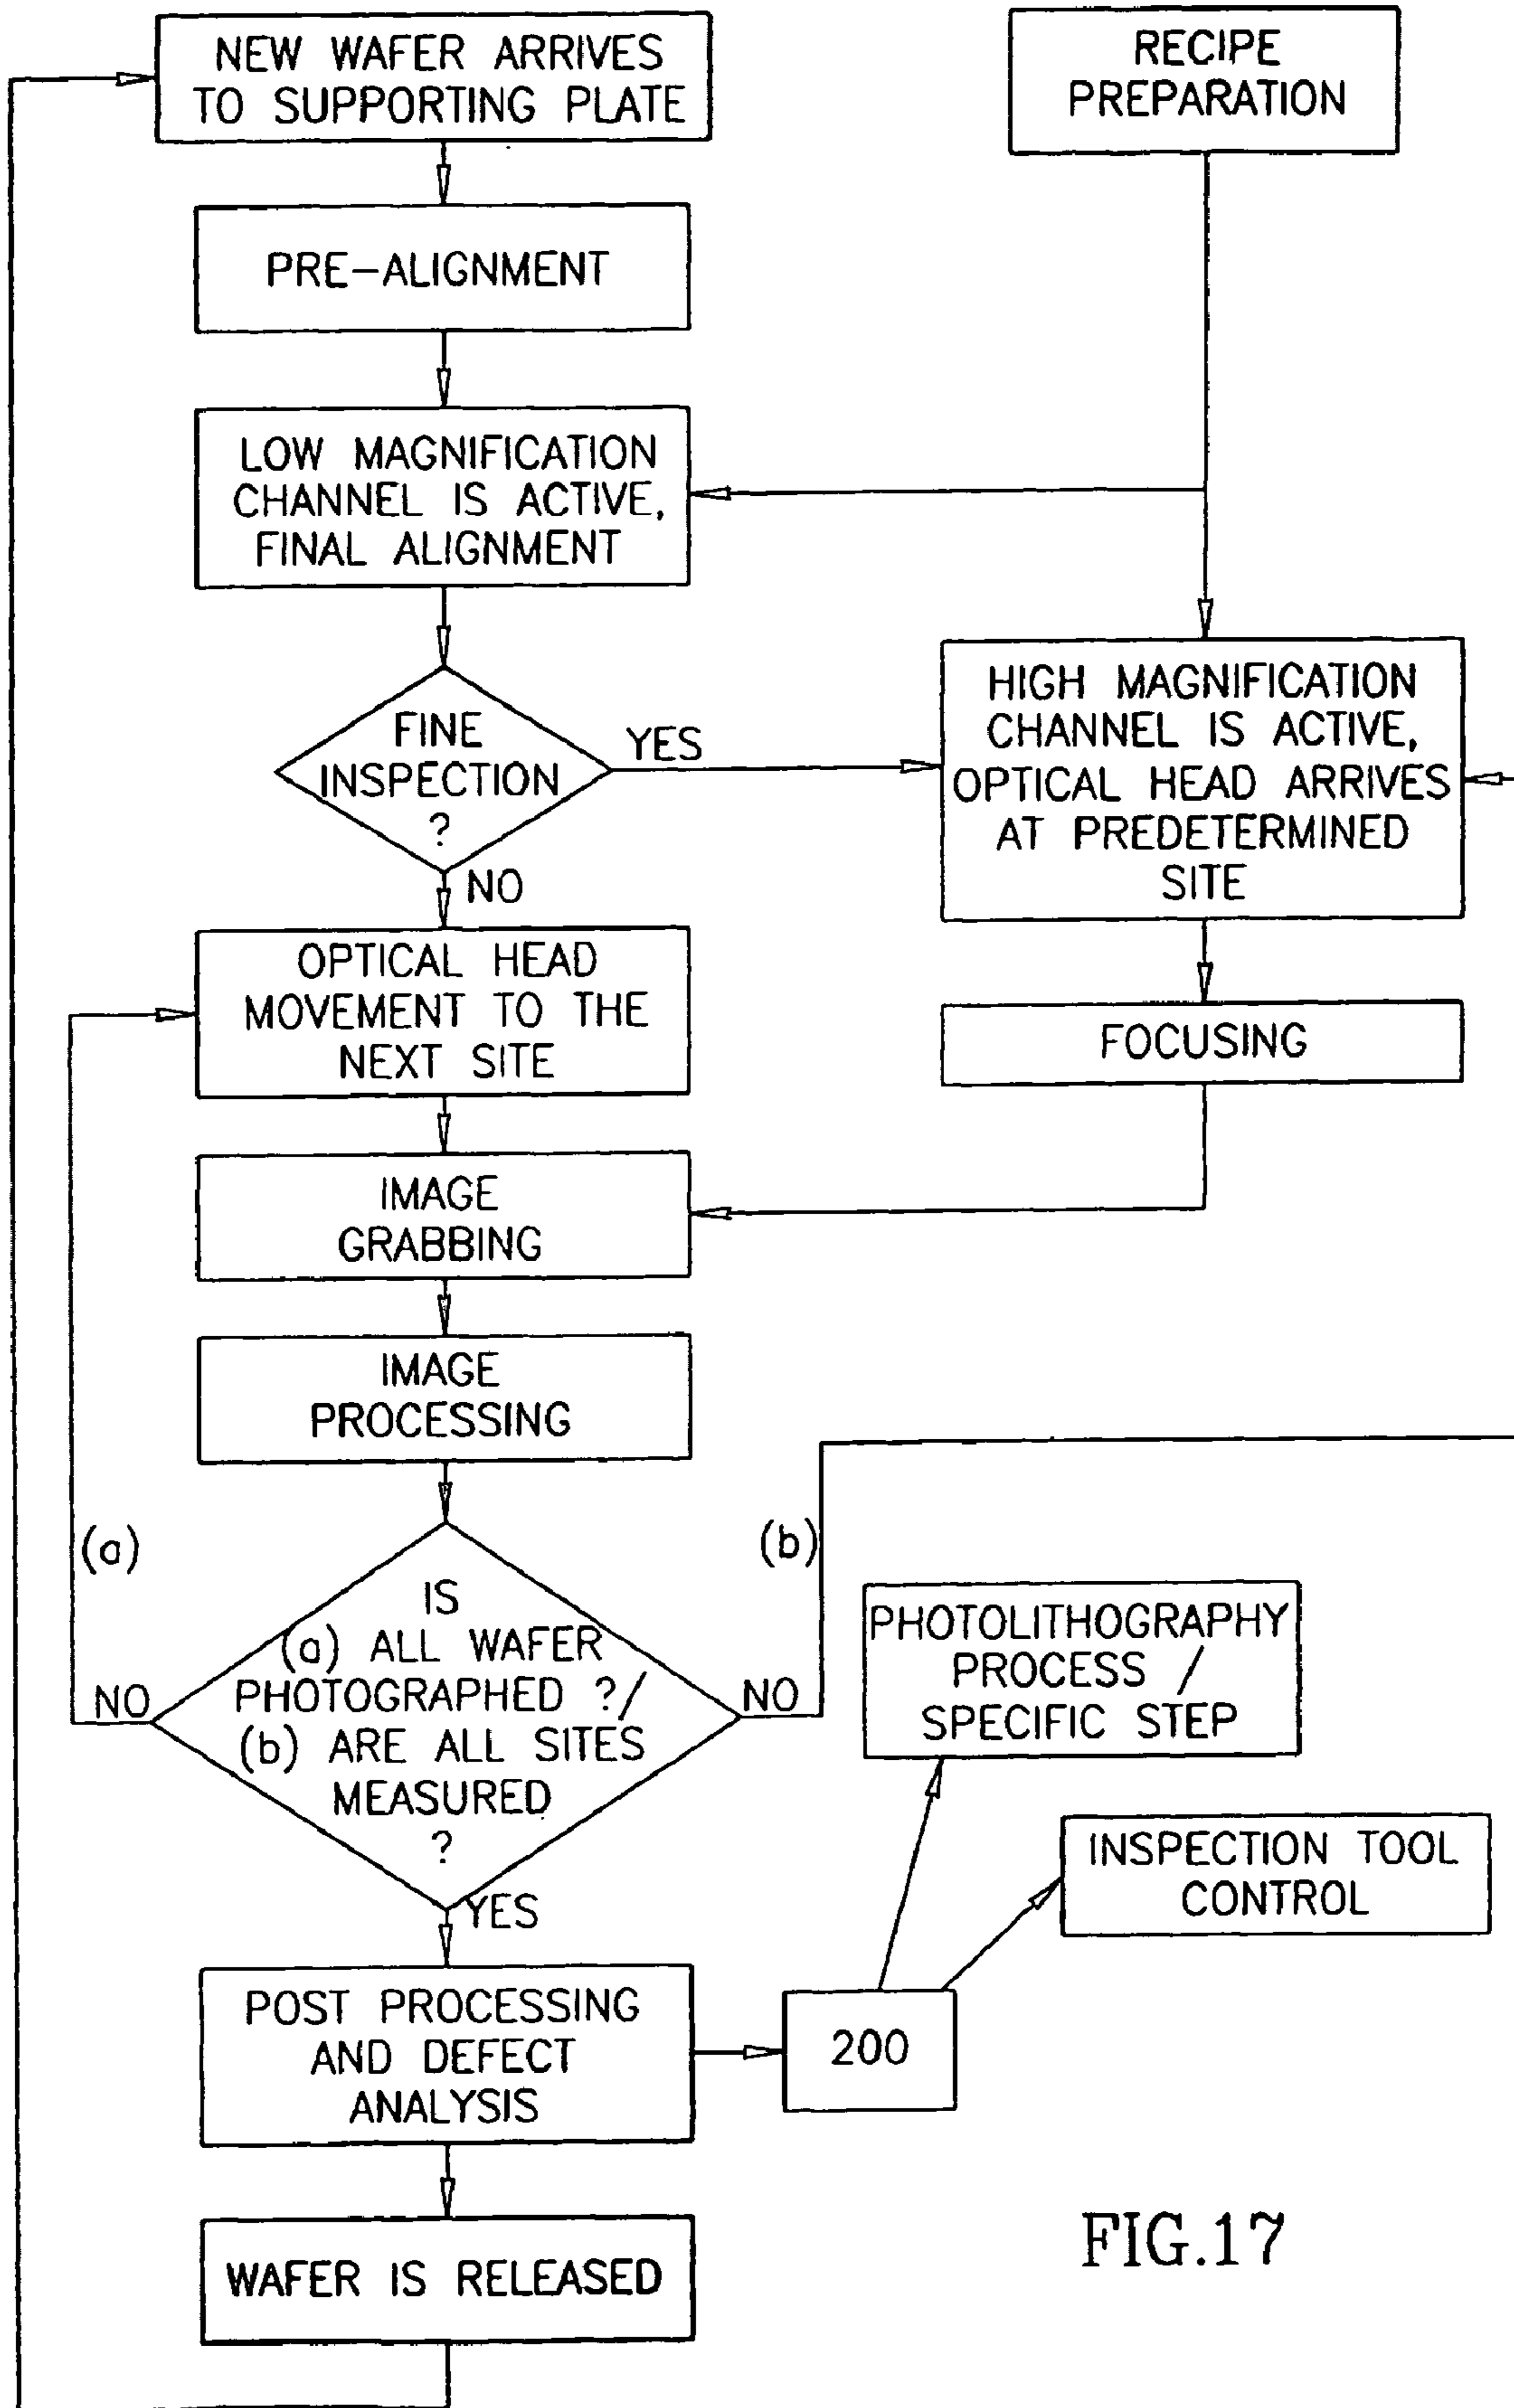 NEW WAFER ARRIVES
TO SUPPORTING PLATE
RECIPE
PREPARATION
PRE-ALIGNMENT
LOW MAGNIFICATION
CHANNEL IS ACTIVE,
FINAL ALIGNMENT
FINE
INSPECTION
?
YES
NO
HIGH MAGNIFICATION
CHANNEL IS ACTIVE,
OPTICAL HEAD ARRIVES
AT PREDETERMINED
SITE
OPTICAL HEAD
MOVEMENT TO THE
NEXT SITE
FOCUSING
IMAGE
GRABBING
IMAGE
PROCESSING
(a)
(b)
IS
(a) ALL WAFER
PHOTOGRAPHED ?/
(b) ARE ALL SITES
MEASURED
?
NO
NO
YES
PHOTOLITHOGRAPHY
PROCESS /
SPECIFIC STEP
INSPECTION TOOL
CONTROL
POST PROCESSING
AND DEFECT
ANALYSIS
200
WAFER IS RELEASED
FIG.17